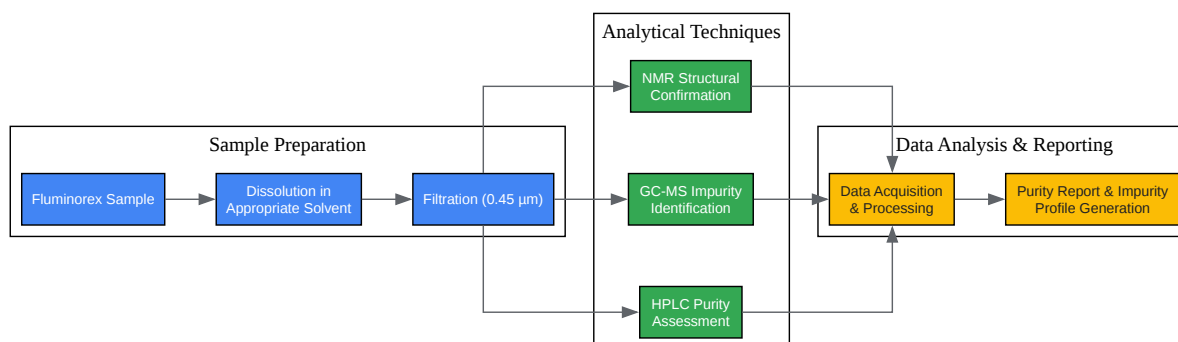 Sample Preparation
Fluminorex Sample
Dissolution in
Appropriate Solvent
Filtration (0.45 µm)
Analytical Techniques
NMR Structural
Confirmation
GC-MS Impurity
Identification
HPLC Purity
Assessment
Data Analysis & Reporting
Data Acquisition
& Processing
Purity Report & Impurity
Profile Generation